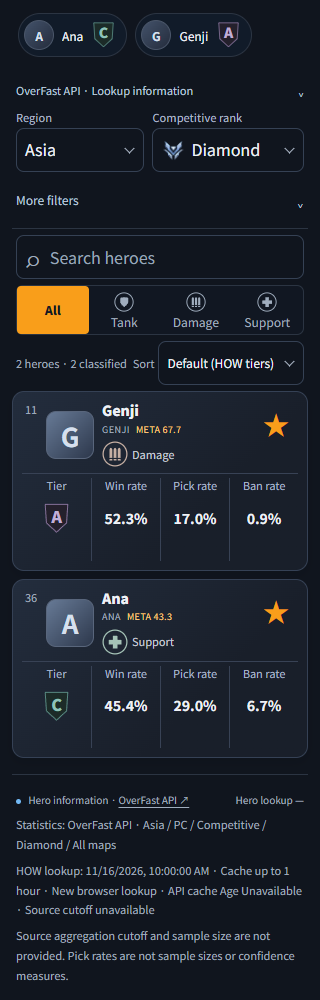 A Ana C G Genji A
OverFast API · Lookup information
Region Competitive rank
Asia Diamond
More filters
Search heroes
All Tank Damage Support
2 heroes · 2 classified Sort Default (HOW tiers)
11 Genji
G GENJI META 67.7
Damage
Tier Win rate Pick rate Ban rate
A 52.3% 17.0% 0.9%
36 Ana
A ANA META 43.3
Support
Tier Win rate Pick rate Ban rate
C 45.4% 29.0% 6.7%
Hero information · OverFast API ↗ Hero lookup —
Statistics: OverFast API · Asia / PC / Competitive /
Diamond / All maps
HOW lookup: 11/16/2026, 10:00:00 AM · Cache up to 1
hour · New browser lookup · API cache Age Unavailable
· Source cutoff unavailable
Source aggregation cutoff and sample size are not
provided. Pick rates are not sample sizes or confidence
measures.